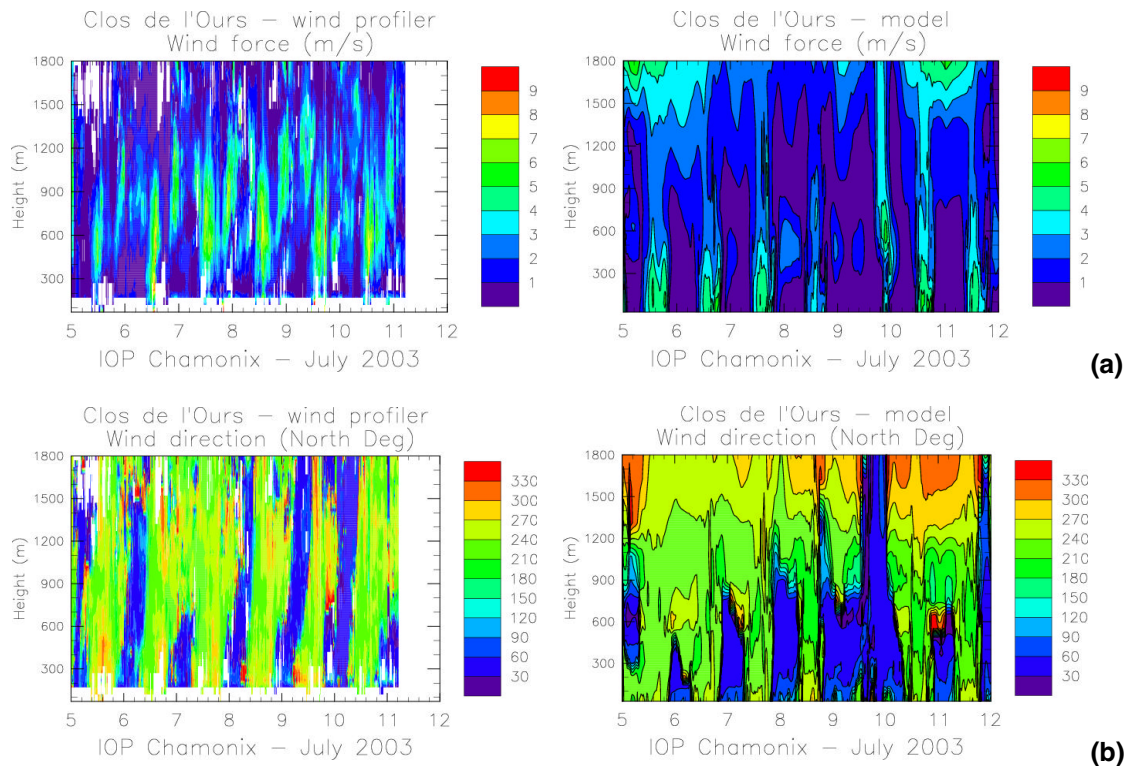 Clos de l'Ours – wind profiler
Wind force (m/s)
1800
1500
1200
900
600
300
Height (m)
5 6 7 8 9 10 11 12
IOP Chamonix – July 2003
9
8
7
6
5
4
3
2
1
Clos de l'Ours – model
Wind force (m/s)
1800
1500
1200
900
600
300
Height (m)
5 6 7 8 9 10 11 12
IOP Chamonix – July 2003
9
8
7
6
5
4
3
2
1
(a)
Clos de l'Ours – wind profiler
Wind direction (North Deg)
1800
1500
1200
900
600
300
Height (m)
5 6 7 8 9 10 11 12
IOP Chamonix – July 2003
330
300
270
240
210
180
150
120
90
60
30
Clos de l'Ours – model
Wind direction (North Deg)
1800
1500
1200
900
600
300
Height (m)
5 6 7 8 9 10 11 12
IOP Chamonix – July 2003
330
300
270
240
210
180
150
120
90
60
30
(b)